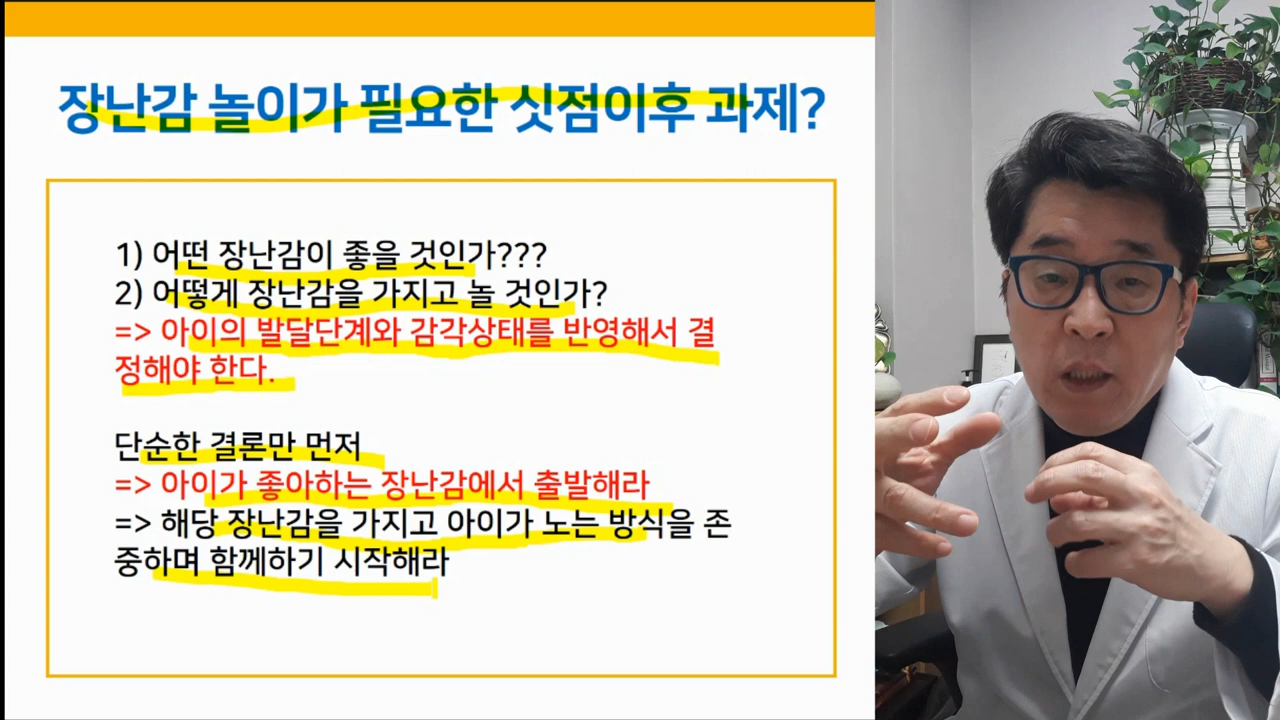 장난감 놀이가 필요한 싯점이후 과제?
1) 어떤 장난감이 좋을 것인가???
2) 어떻게 장난감을 가지고 놀 것인가?
=> 아이의 발달단계와 감각상태를 반영해서 결
정해야 한다.
단순한 결론만 먼저
=> 아이가 좋아하는 장난감에서 출발해라
=> 해당 장난감을 가지고 아이가 노는 방식을 존
중하며 함께하기 시작해라